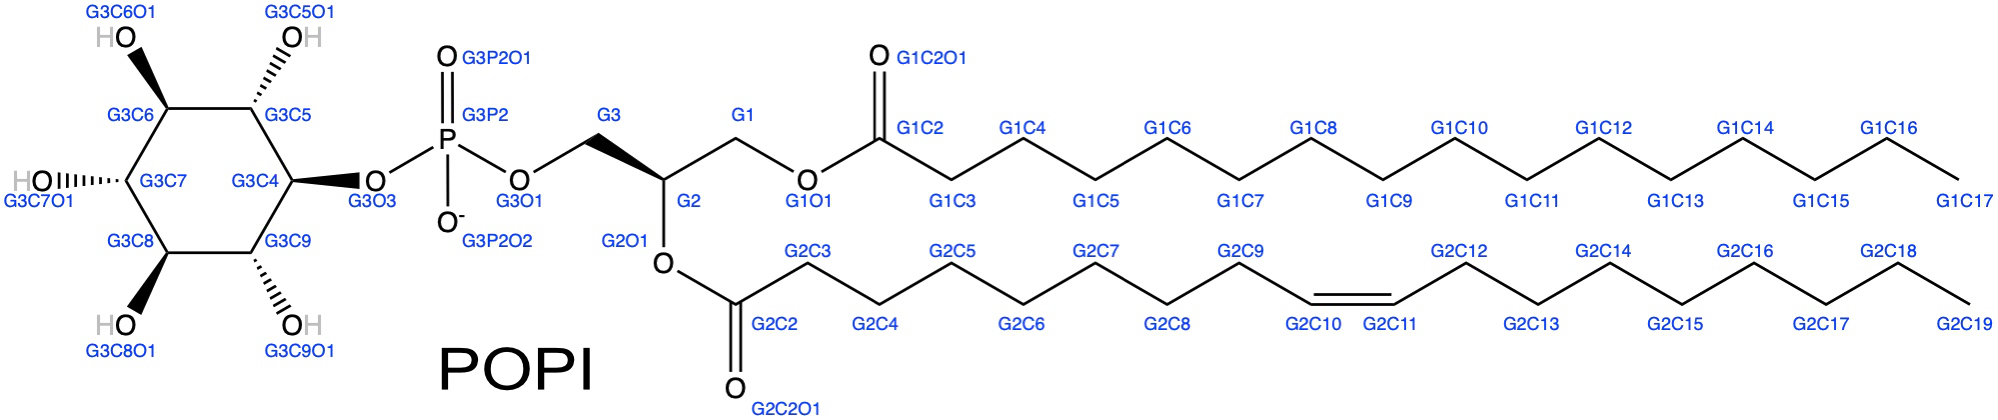 G3C6O1 G3C5O1
HO OH O G3P2O1 O G1C2O1
G3C6 G3C5 G3P2 G3 G1 G1C2 G1C4 G1C6 G1C8 G1C10 G1C12 G1C14 G1C16
P
HO G3C7 G3C4 O O O
G3C7O1 G3O3 G3O1 G2 G1O1 G1C3 G1C5 G1C7 G1C9 G1C11 G1C13 G1C15 G1C17
O-
G3C8 G3C9 G3P2O2 G2O1 G2C3 G2C5 G2C7 G2C9 G2C12 G2C14 G2C16 G2C18
O
HO OH G2C2 G2C4 G2C6 G2C8 G2C10 G2C11 G2C13 G2C15 G2C17 G2C19
G3C8O1 G3C9O1
POPI
O
G2C2O1